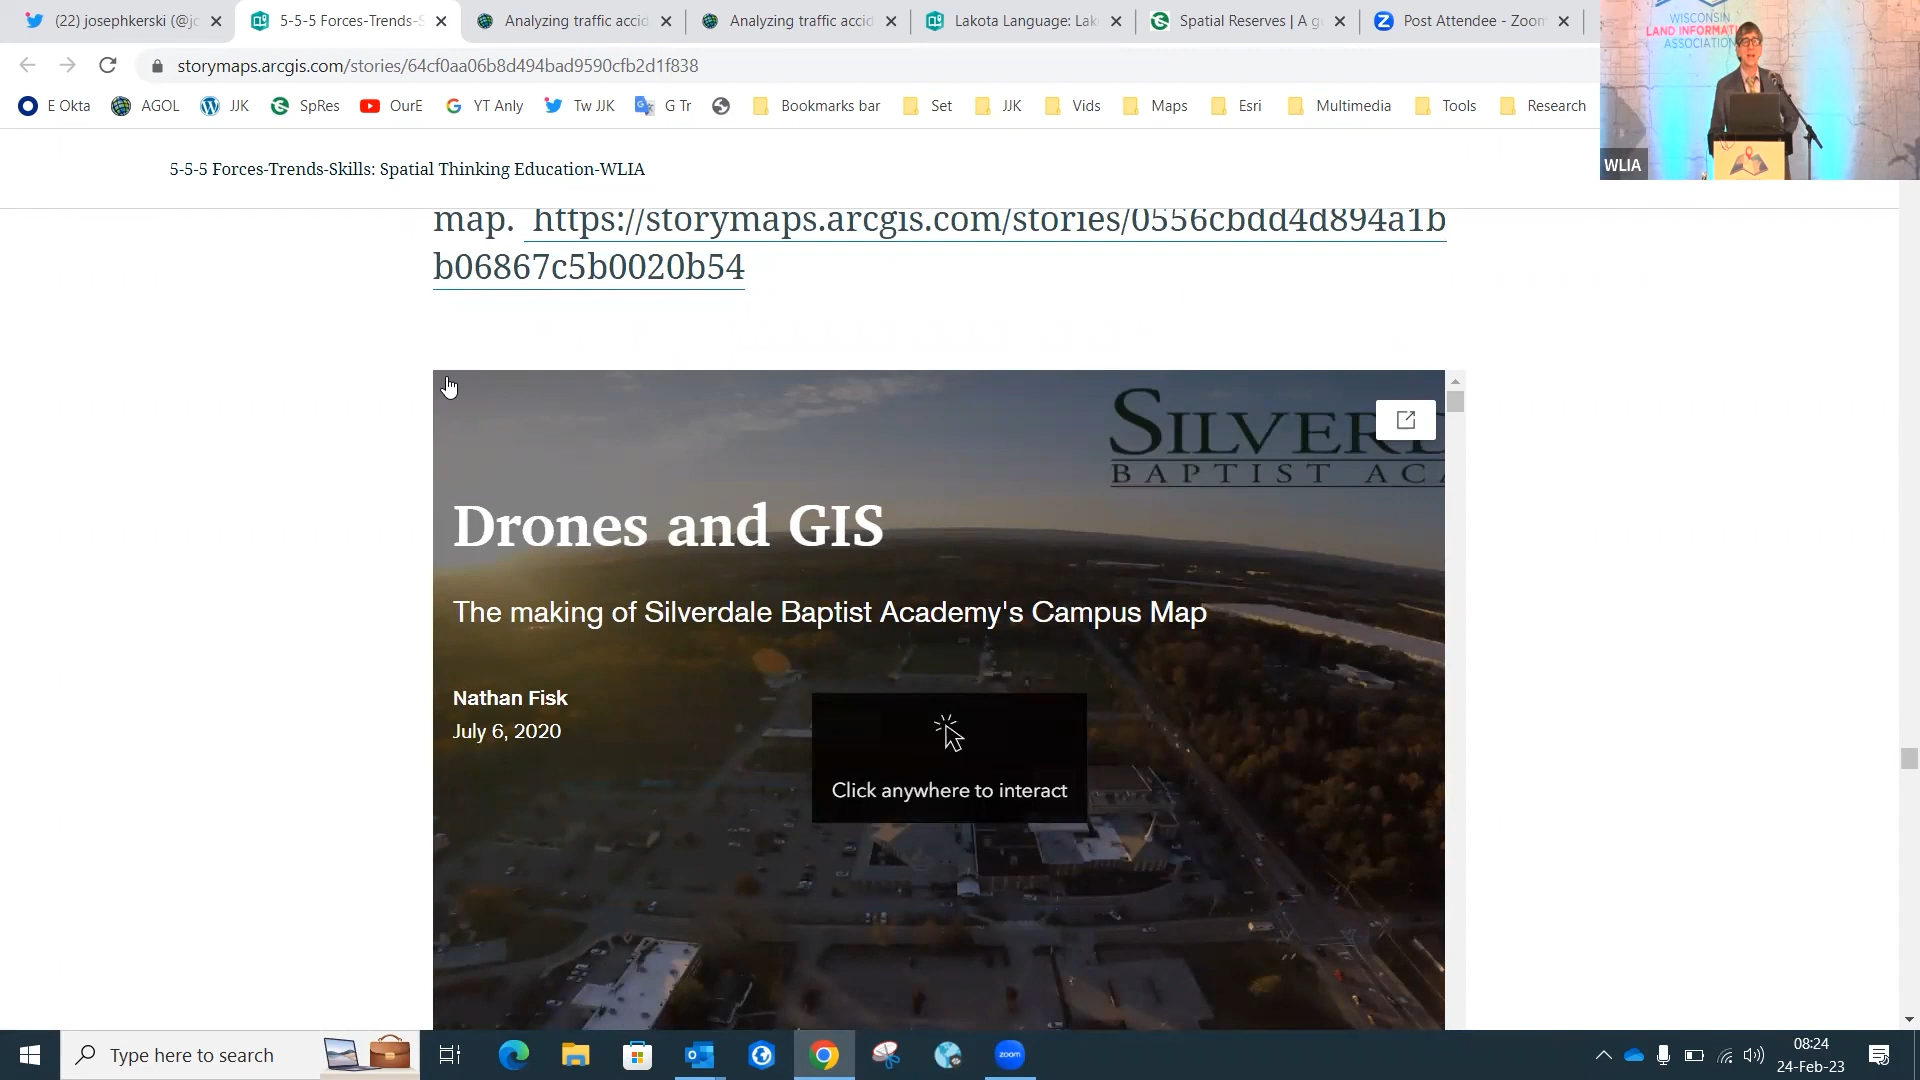 (22) josephkerski (@jo
5-5-5 Forces-Trends-S
Analyzing traffic accid
Analyzing traffic accid
Lakota Language: Lak
Spatial Reserves | A gu
Post Attendee - Zoom
storymaps.arcgis.com/stories/64cf0aa06b8d494bad9590cfb2d1f838
E Okta
AGOL
JJK
SpRes
OurE
YT Anly
Tw JJK
G Tr
Bookmarks bar
Set
JJK
Vids
Maps
Esri
Multimedia
Tools
Research
WISCONSIN
LAND INFORMATI
ASSOCIATION
WLIA
5-5-5 Forces-Trends-Skills: Spatial Thinking Education-WLIA
map. https://storymaps.arcgis.com/stories/0556cbdd4d894a1b
b06867c5b0020b54
SILVERD
BAPTIST ACA
Drones and GIS
The making of Silverdale Baptist Academy's Campus Map
Nathan Fisk
July 6, 2020
Click anywhere to interact
Type here to search
zoom
08:24
24-Feb-23